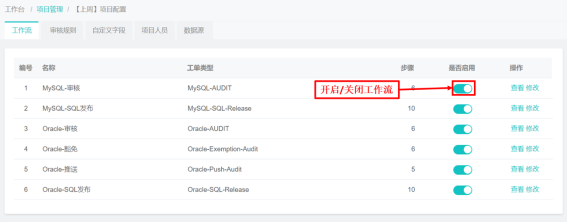 工作台 / 项目管理 / 【上周】项目配置
工作流 审核规则 自定义字段 项目人员 数据源
编号 名称 工单类型 步骤 是否启用 操作
1 MySQL-审核 MySQL-AUDIT 6 查看 修改
开启/关闭工作流
2 MySQL-SQL发布 MySQL-SQL-Release 10 查看 修改
3 Oracle-审核 Oracle-AUDIT 6 查看 修改
4 Oracle-豁免 Oracle-Exemption-Audit 6 查看 修改
5 Oracle-推送 Oracle-Push-Audit 5 查看 修改
6 Oracle-SQL发布 Oracle-SQL-Release 10 查看 修改